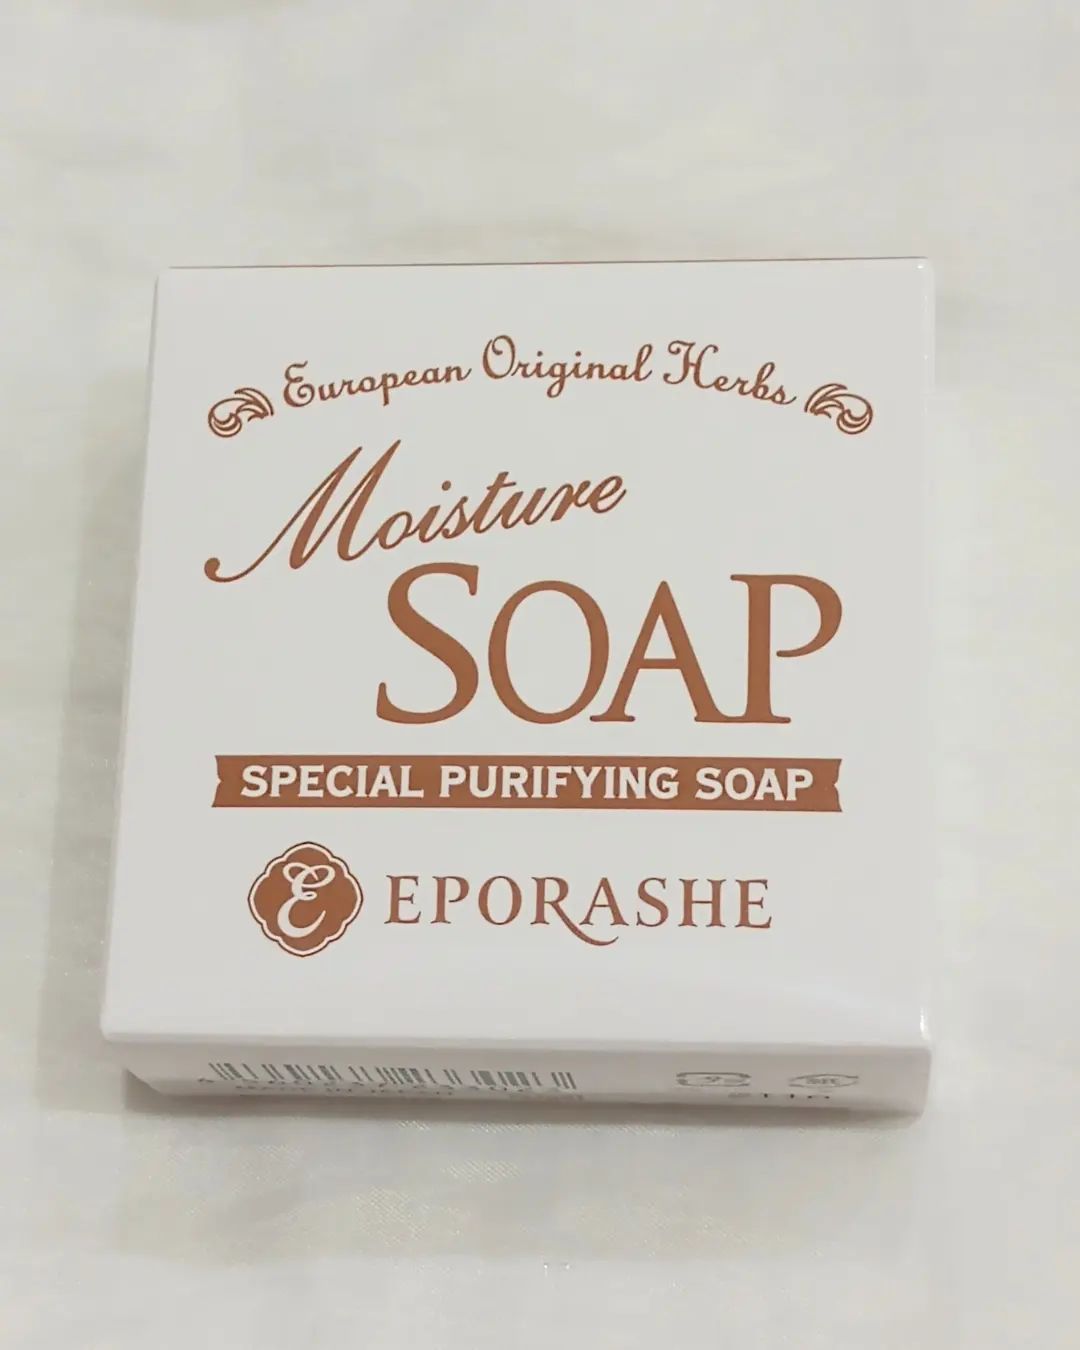 European Original Herbs
Moisture
SOAP
SPECIAL PURIFYING SOAP
E EPORASHE